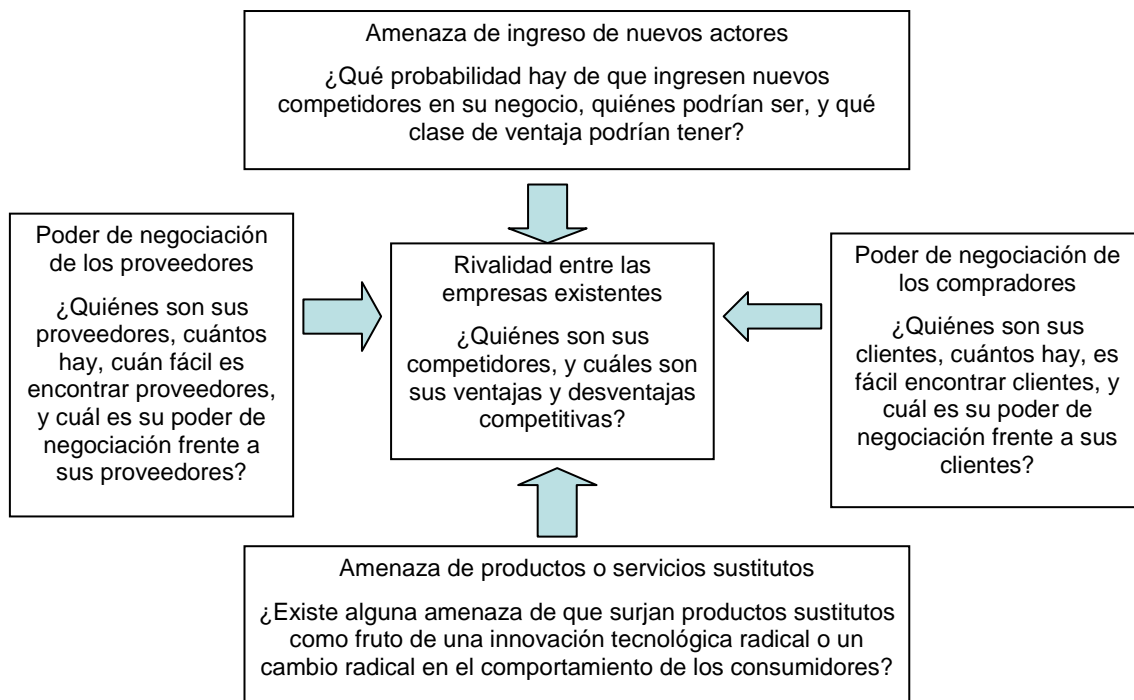 Amenaza de ingreso de nuevos actores
¿Qué probabilidad hay de que ingresen nuevos
competidores en su negocio, quiénes podrían ser, y qué
clase de ventaja podrían tener?
Poder de negociación
de los proveedores
¿Quiénes son sus
proveedores, cuántos
hay, cuán fácil es
encontrar proveedores,
y cuál es su poder de
negociación frente a
sus proveedores?
Rivalidad entre las
empresas existentes
¿Quiénes son sus
competidores, y cuáles son
sus ventajas y desventajas
competitivas?
Poder de negociación de
los compradores
¿Quiénes son sus
clientes, cuántos hay, es
fácil encontrar clientes, y
cuál es su poder de
negociación frente a sus
clientes?
Amenaza de productos o servicios sustitutos
¿Existe alguna amenaza de que surjan productos sustitutos
como fruto de una innovación tecnológica radical o un
cambio radical en el comportamiento de los consumidores?